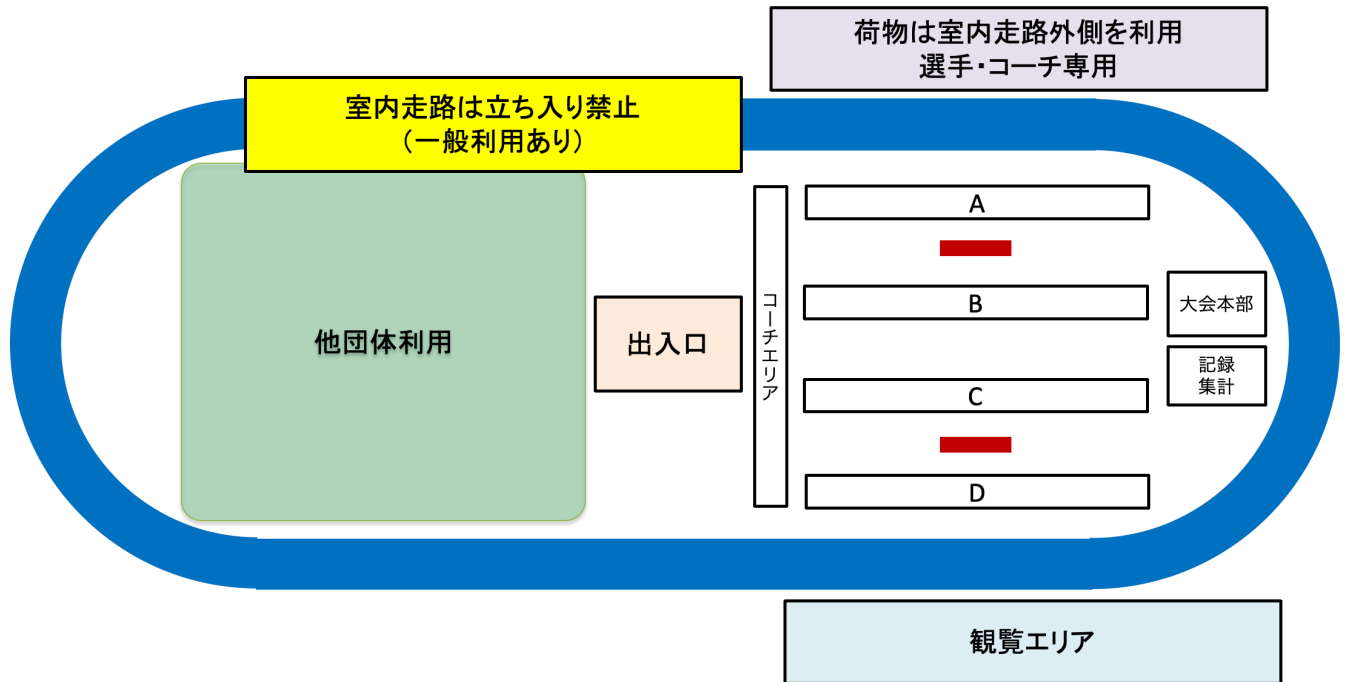 荷物は室内走路外側を利用
選手・コーチ専用
室内走路は立ち入り禁止
（一般利用あり）
他団体利用
出入口
コーチエリア
A
B
C
D
大会本部
記録
集計
観覧エリア